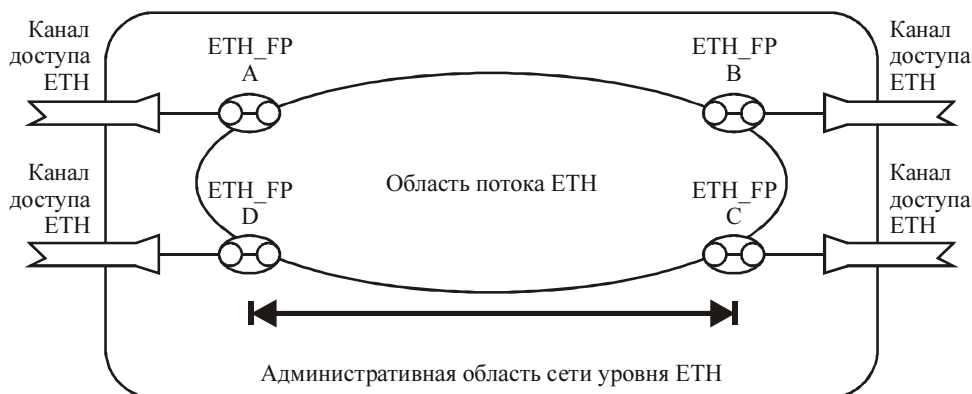 Канал
доступа
ETH
ETH_FP
A
ETH_FP
B
Канал
доступа
ETH
Канал
доступа
ETH
ETH_FP
D
Область потока ETH
ETH_FP
C
Канал
доступа
ETH
Административная область сети уровня ETH